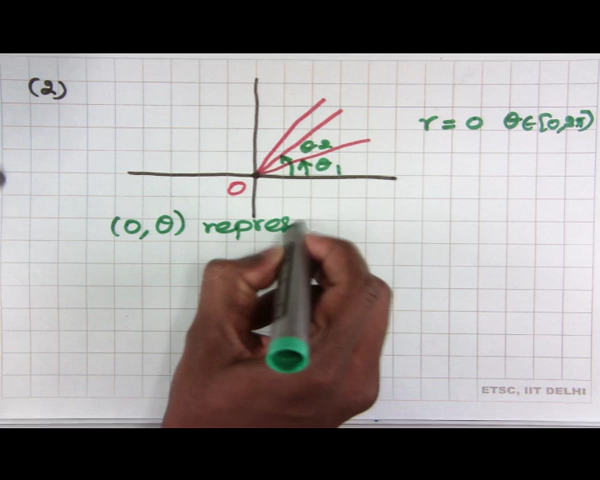 (2)
r = 0 θ∈[0,2π)
θ2
θ1
O
(0, θ) repres
ETSC, IIT DELHI